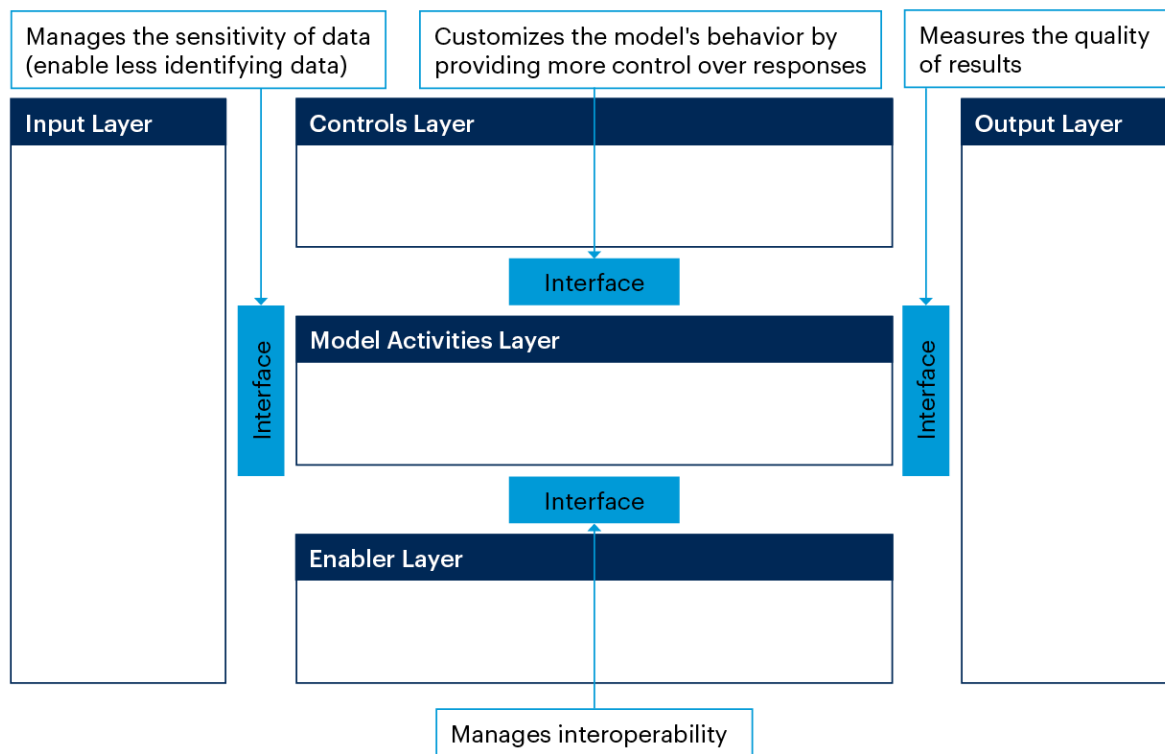 Manages the sensitivity of data
(enable less identifying data)
Customizes the model's behavior by
providing more control over responses
Measures the quality
of results
Input Layer
Controls Layer
Output Layer
Interface
Interface
Model Activities Layer
Interface
Interface
Enabler Layer
Manages interoperability